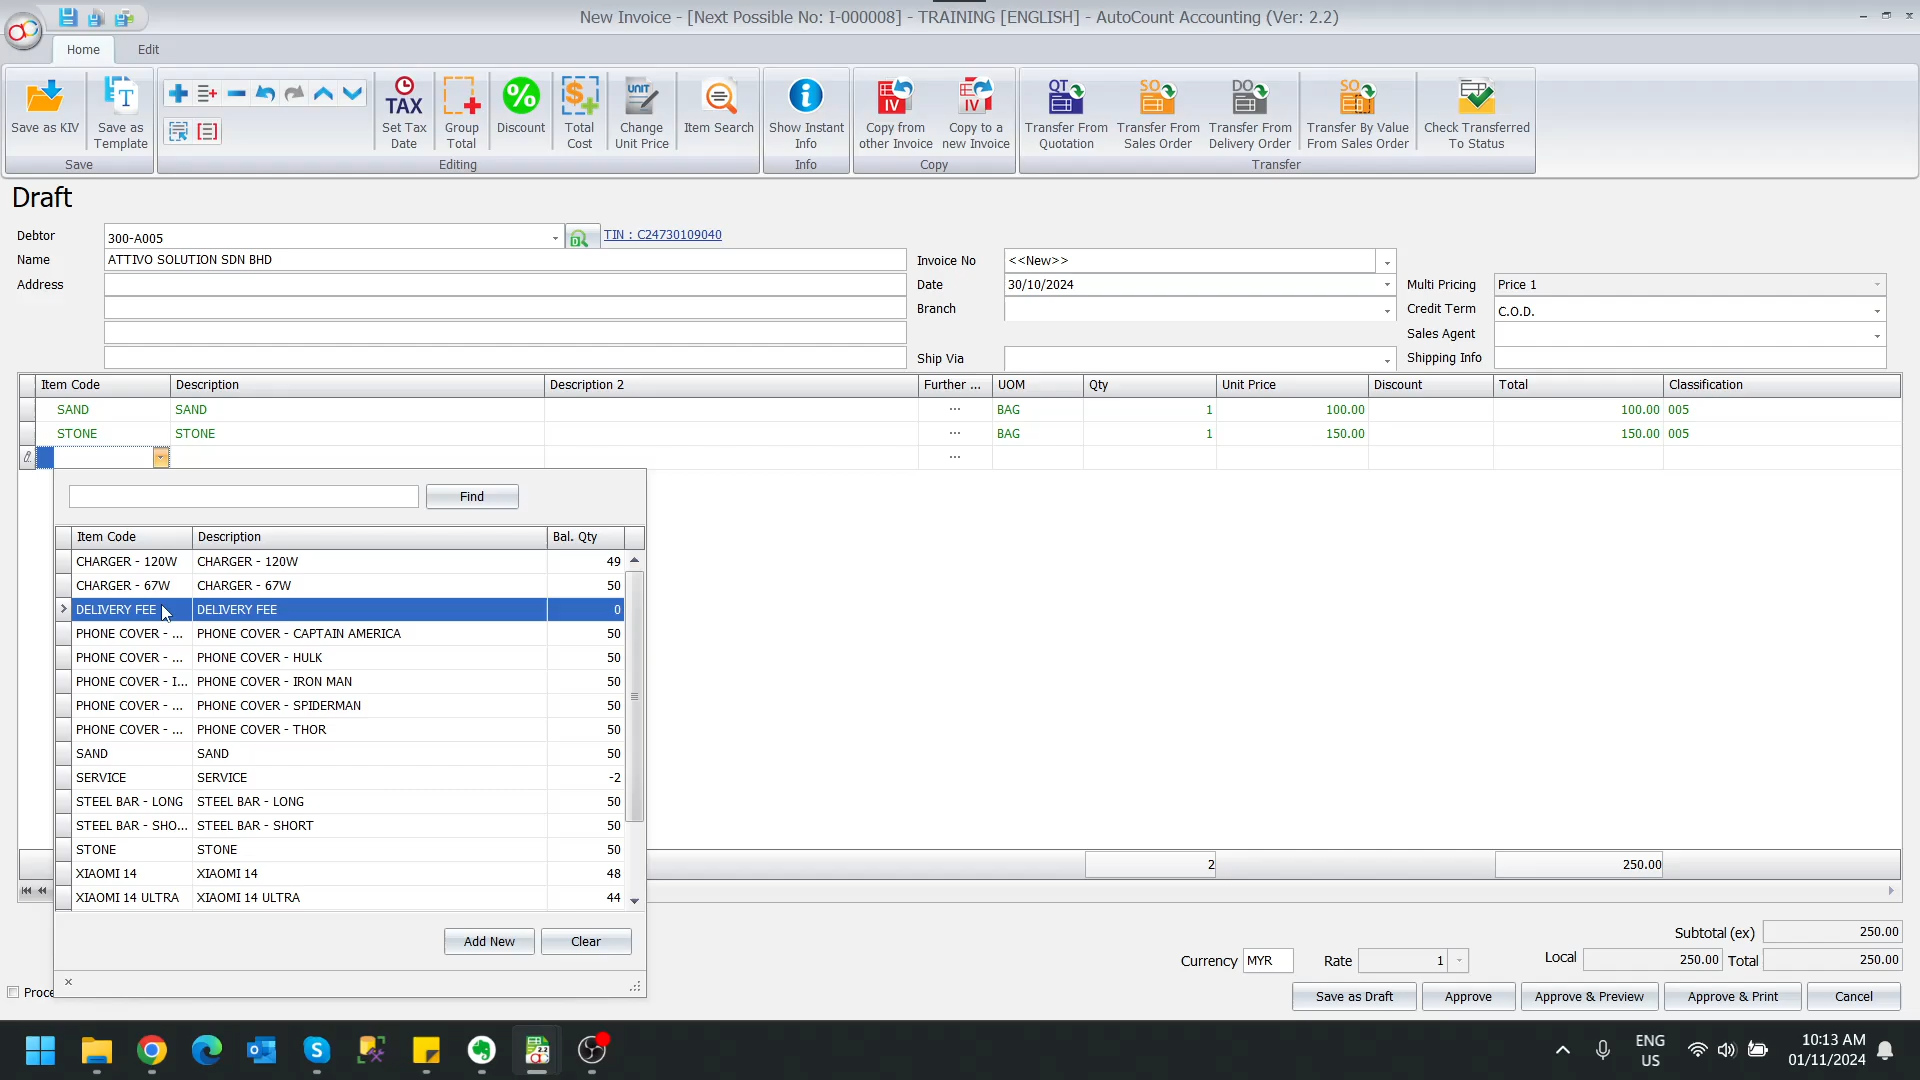 New Invoice - [Next Possible No: I-000008] - TRAINING [ENGLISH] - AutoCount Accounting (Ver: 2.2)
Home Edit
Save as KIV
Save as Template
Save
TAX
Set Tax Date
Group Total
Discount
Total Cost
UNIT
Change Unit Price
Item Search
Editing
Show Instant Info
Info
IV
Copy from other Invoice
IV
Copy to a new Invoice
Copy
QT
Transfer From Quotation
SO
Transfer From Sales Order
DO
Transfer From Delivery Order
SO
Transfer By Value From Sales Order
Check Transferred To Status
Transfer
Draft
Debtor 300-A005 TIN : C24730109040
Name ATTIVO SOLUTION SDN BHD
Address
Invoice No <<New>>
Date 30/10/2024
Branch
Ship Via
Multi Pricing Price 1
Credit Term C.O.D.
Sales Agent
Shipping Info
Item Code Description Description 2 Further ... UOM Qty Unit Price Discount Total Classification
SAND SAND ... BAG 1 100.00 100.00 005
STONE STONE ... BAG 1 150.00 150.00 005
...
Find
Item Code Description Bal. Qty
CHARGER - 120W CHARGER - 120W 49
CHARGER - 67W CHARGER - 67W 50
DELIVERY FEE DELIVERY FEE 0
PHONE COVER - ... PHONE COVER - CAPTAIN AMERICA 50
PHONE COVER - ... PHONE COVER - HULK 50
PHONE COVER - I... PHONE COVER - IRON MAN 50
PHONE COVER - ... PHONE COVER - SPIDERMAN 50
PHONE COVER - ... PHONE COVER - THOR 50
SAND SAND 50
SERVICE SERVICE -2
STEEL BAR - LONG STEEL BAR - LONG 50
STEEL BAR - SHO... STEEL BAR - SHORT 50
STONE STONE 50
XIAOMI 14 XIAOMI 14 48
XIAOMI 14 ULTRA XIAOMI 14 ULTRA 44
Add New Clear
2 250.00
Subtotal (ex) 250.00
Currency MYR Rate 1 Local 250.00 Total 250.00
Proce
Save as Draft Approve Approve & Preview Approve & Print Cancel
ENG
US
10:13 AM
01/11/2024